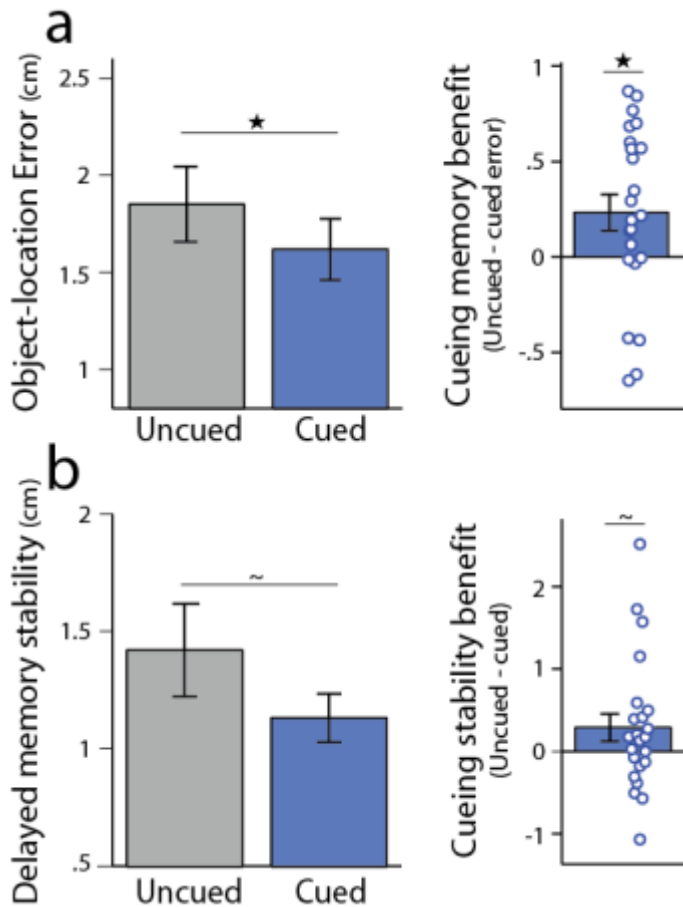 a
Object-location Error (cm)
2.5
2
1.5
1
★
Uncued Cued
Cueing memory benefit
(Uncued - cued error)
1
.5
0
-.5
★
b
Delayed memory stability (cm)
2
1.5
1
.5
~
Uncued Cued
Cueing stability benefit
(Uncued - cued)
2
1
0
-1
~